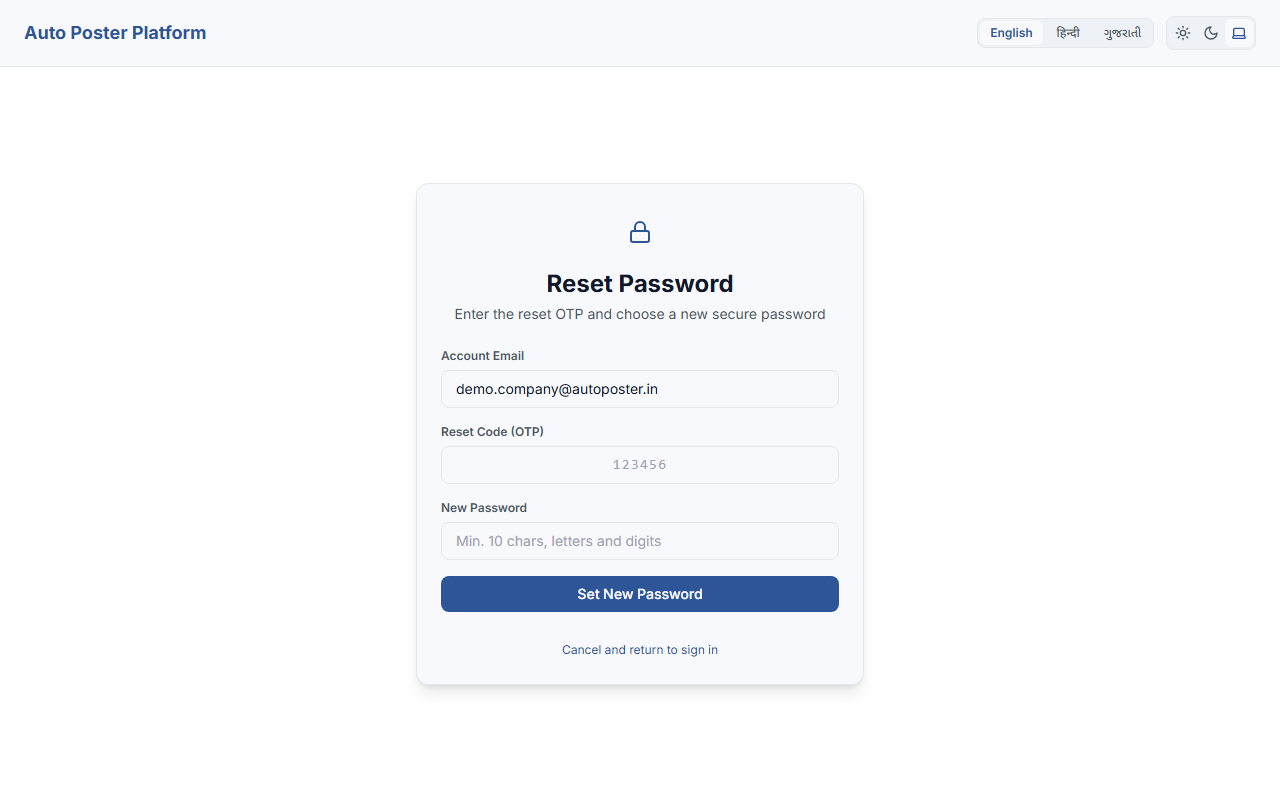 Auto Poster Platform
English हिन्दी ગુજરાતી
Reset Password
Enter the reset OTP and choose a new secure password
Account Email
demo.company@autoposter.in
Reset Code (OTP)
123456
New Password
Min. 10 chars, letters and digits
Set New Password
Cancel and return to sign in